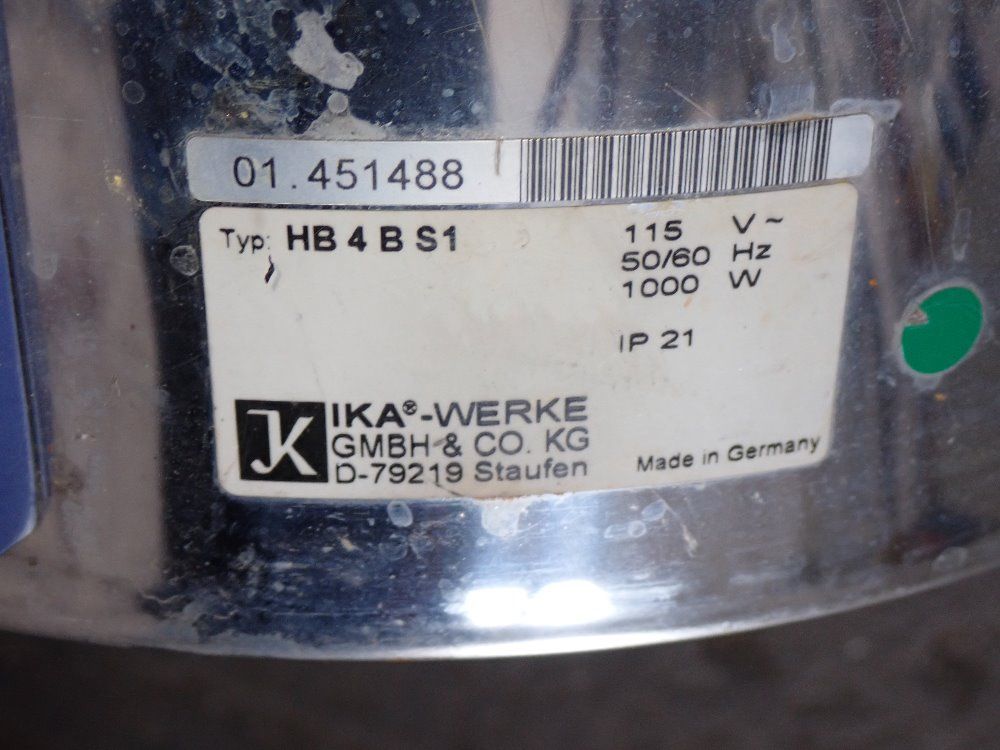 01.451488
Typ: HB 4 B S1
115 V~
50/60 Hz
1000 W
IP 21
IKA®-WERKE
GMBH & CO. KG
D-79219 Staufen
Made in Germany